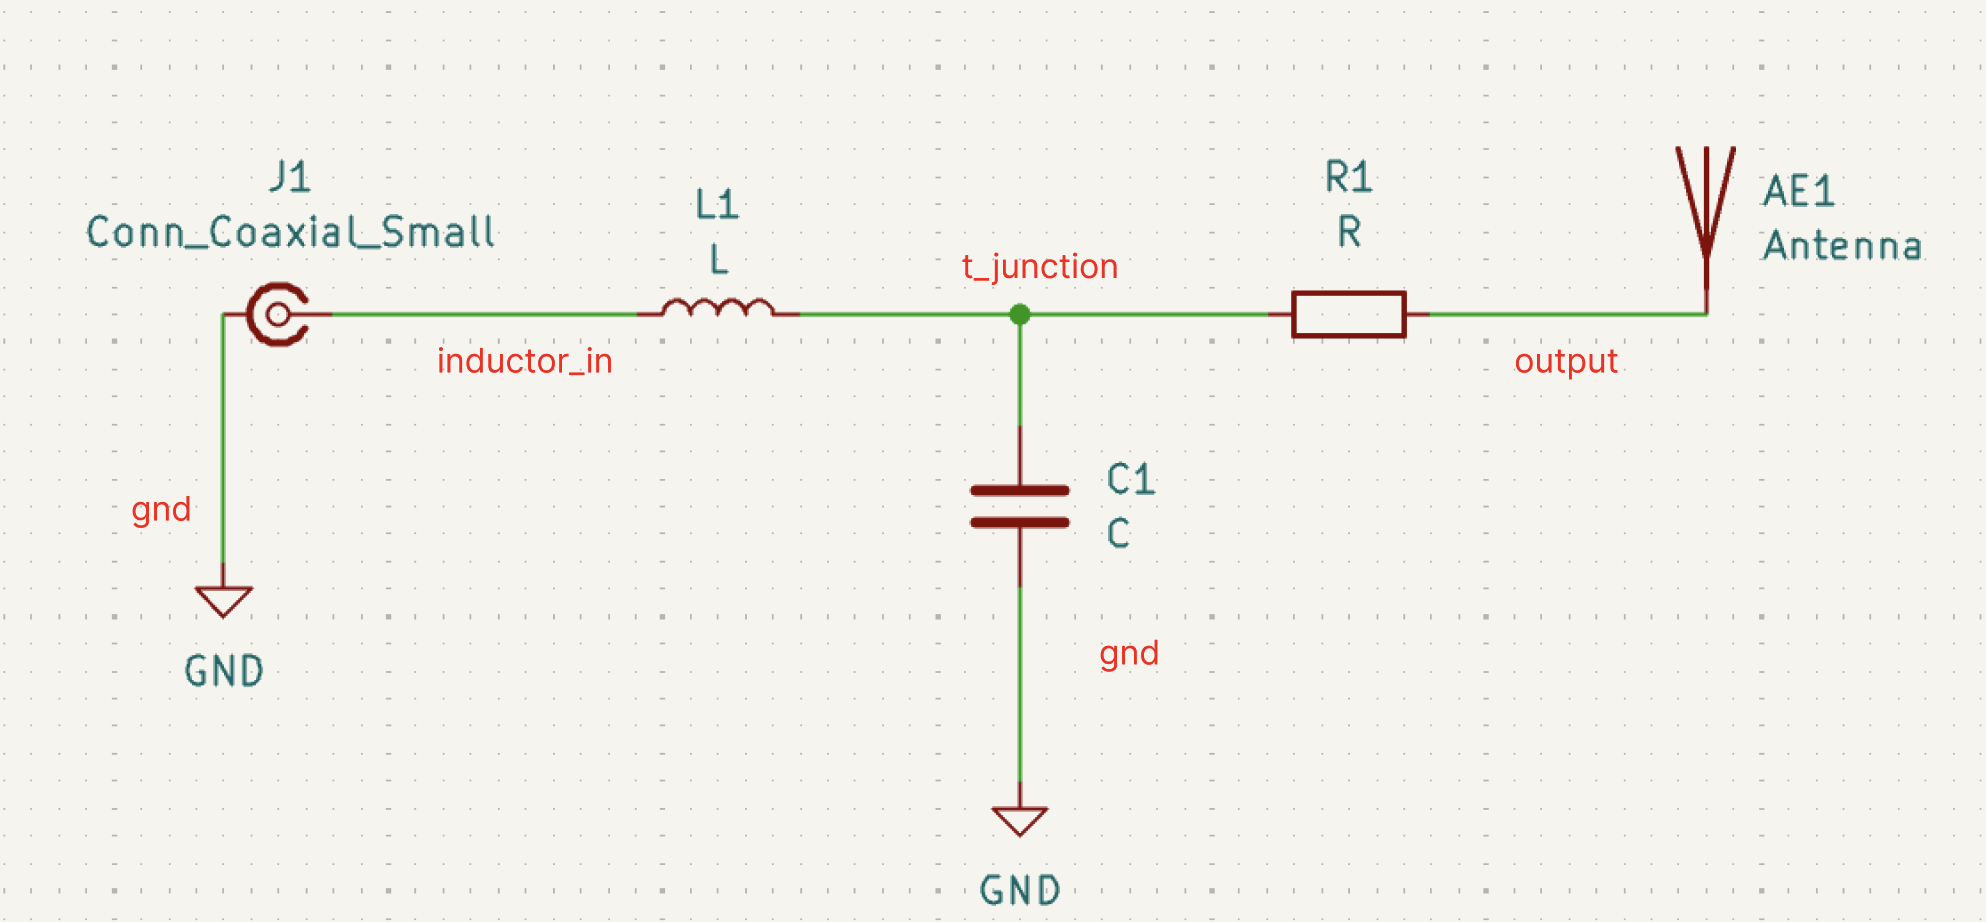 J1
Conn_Coaxial_Small
L1
L
t_junction
R1
R
AE1
Antenna
inductor_in
output
gnd
C1
C
GND
gnd
GND